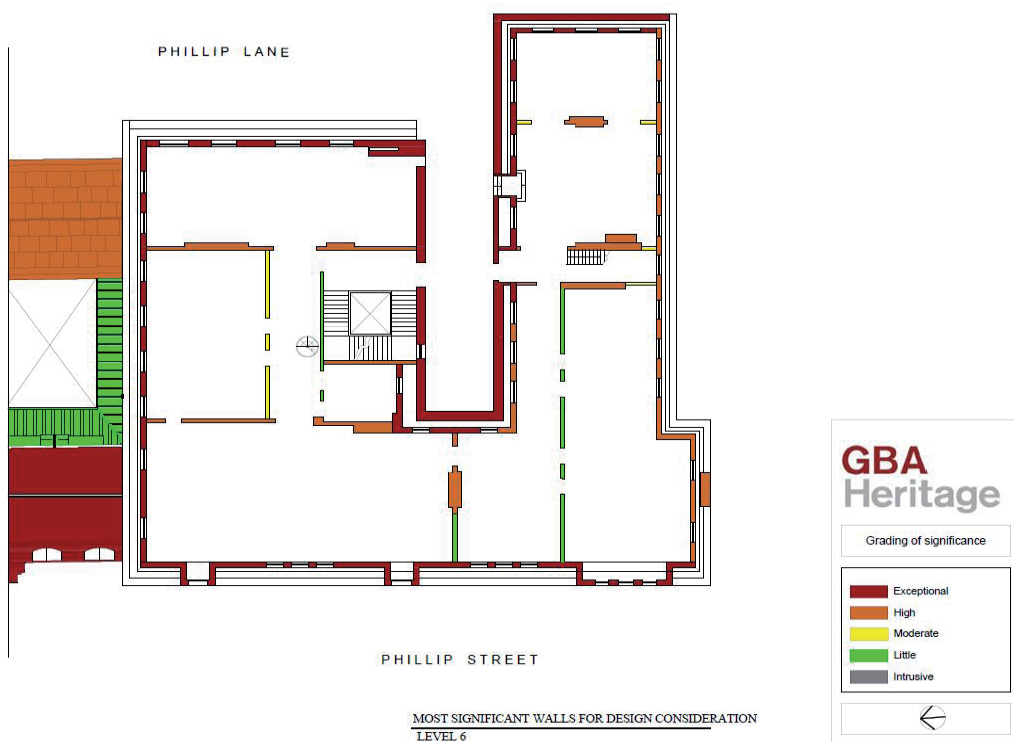 PHILLIP LANE
GBA
Heritage
Grading of significance
Exceptional
High
Moderate
Little
Intrusive
PHILLIP STREET
MOST SIGNIFICANT WALLS FOR DESIGN CONSIDERATION
LEVEL 6